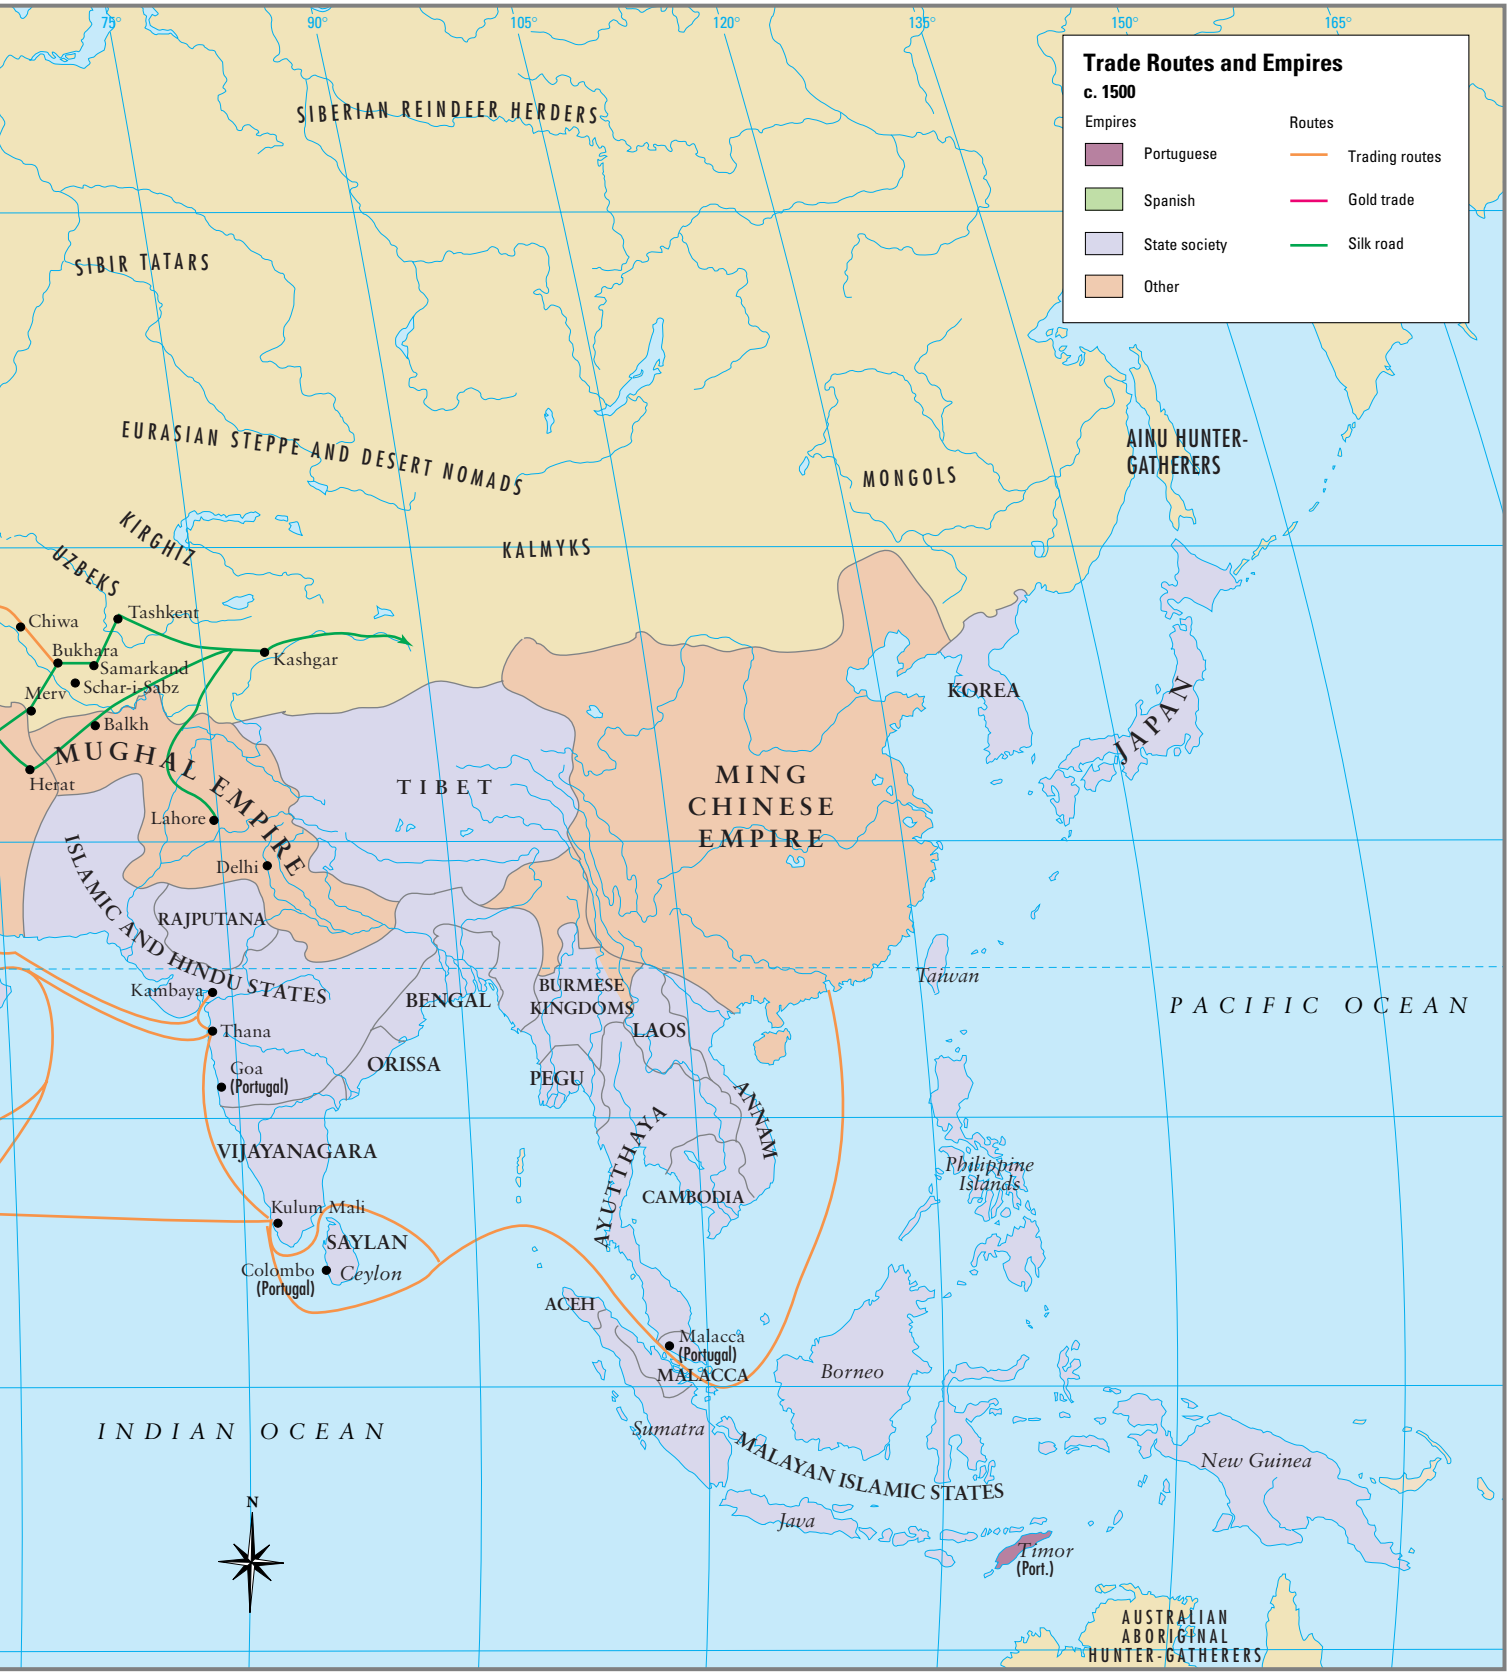 75°
90°
105°
120°
135°
150°
165°
Trade Routes and Empires
c. 1500
Empires
Routes
Portuguese
Trading routes
Spanish
Gold trade
State society
Silk road
Other
SIBERIAN REINDEER HERDERS
SIBIR TATARS
EURASIAN STEPPE AND DESERT NOMADS
MONGOLS
AINU HUNTER-
GATHERERS
KIRGHIZ
UZBEKS
KALMYKS
Tashkent
Chiwa
Bukhara
Samarkand
Kashgar
Schar-i-Sabz
Merv
Balkh
Herat
MUGHAL EMPIRE
Lahore
Delhi
TIBET
MING
CHINESE
EMPIRE
KOREA
JAPAN
ISLAMIC AND HINDU STATES
RAJPUTANA
Kambaya
Thana
Goa
(Portugal)
BENGAL
ORISSA
BURMESE
KINGDOMS
LAOS
PEGU
ANNAM
AYUTTHAYA
CAMBODIA
Taiwan
PACIFIC OCEAN
Philippine
Islands
VIJAYANAGARA
Kulum Mali
SAYLAN
Colombo
(Portugal)
Ceylon
ACEH
Malacca
(Portugal)
MALACCA
Borneo
Sumatra
INDIAN OCEAN
MALAYAN ISLAMIC STATES
New Guinea
Java
Timor
(Port.)
N
AUSTRALIAN
ABORIGINAL
HUNTER-GATHERERS